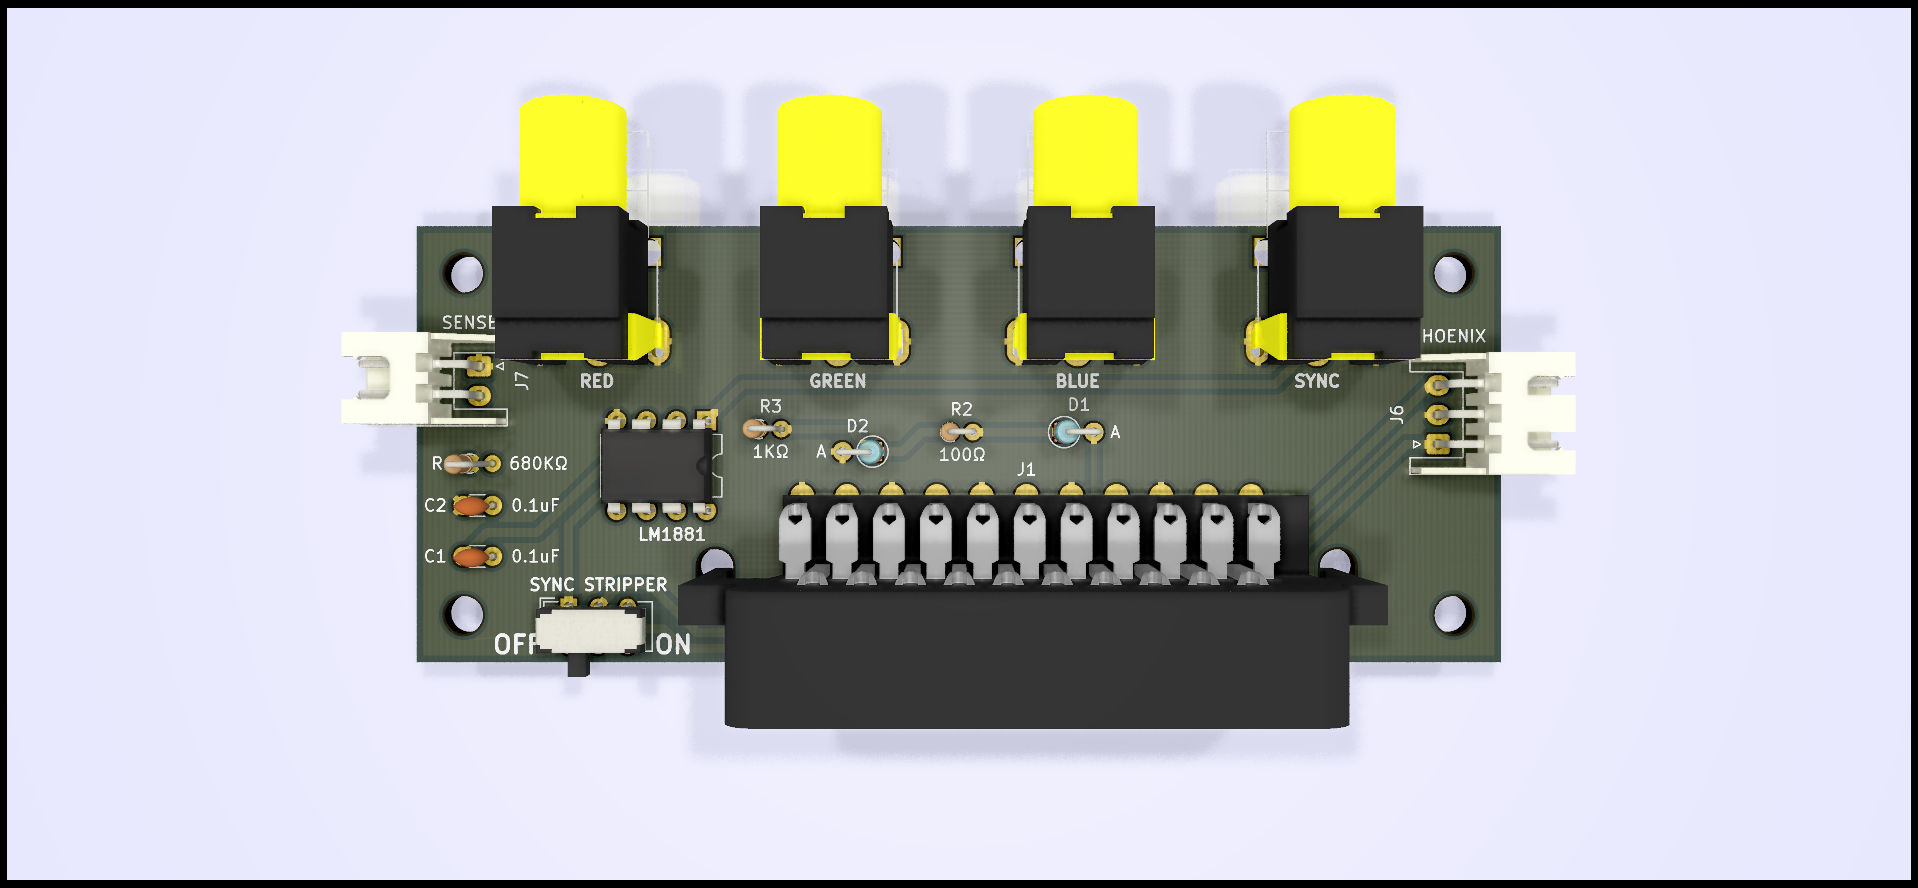 SENSE
HOENIX
J7
J6
RED
GREEN
BLUE
SYNC
R3
1KΩ
D2
A
R2
100Ω
D1
A
J1
R
680KΩ
C2
0.1uF
C1
0.1uF
LM1881
SYNC STRIPPER
OFF
ON